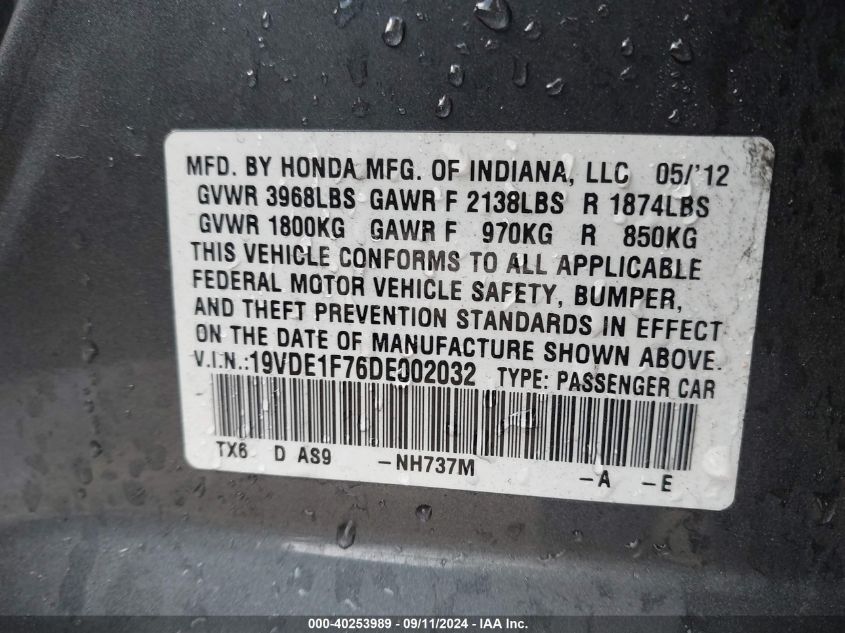 MFD. BY HONDA MFG. OF INDIANA, LLC 05/'12
GVWR 3968LBS GAWR F 2138LBS R 1874LBS
GVWR 1800KG GAWR F 970KG R 850KG
THIS VEHICLE CONFORMS TO ALL APPLICABLE
FEDERAL MOTOR VEHICLE SAFETY, BUMPER,
AND THEFT PREVENTION STANDARDS IN EFFECT
ON THE DATE OF MANUFACTURE SHOWN ABOVE.
V.I.N.:19VDE1F76DE002032 TYPE: PASSENGER CAR
TX6 D AS9 -NH737M -A -E
000-40253989 - 09/11/2024 - IAAI Inc.